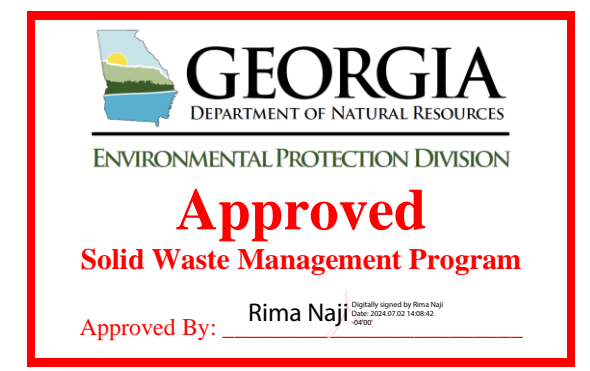 GEORGIA
DEPARTMENT OF NATURAL RESOURCES
ENVIRONMENTAL PROTECTION DIVISION
Approved
Solid Waste Management Program
Approved By: Rima Naji
Digitally signed by Rima Naji
Date: 2024.07.02 14:08:42
-04'00'